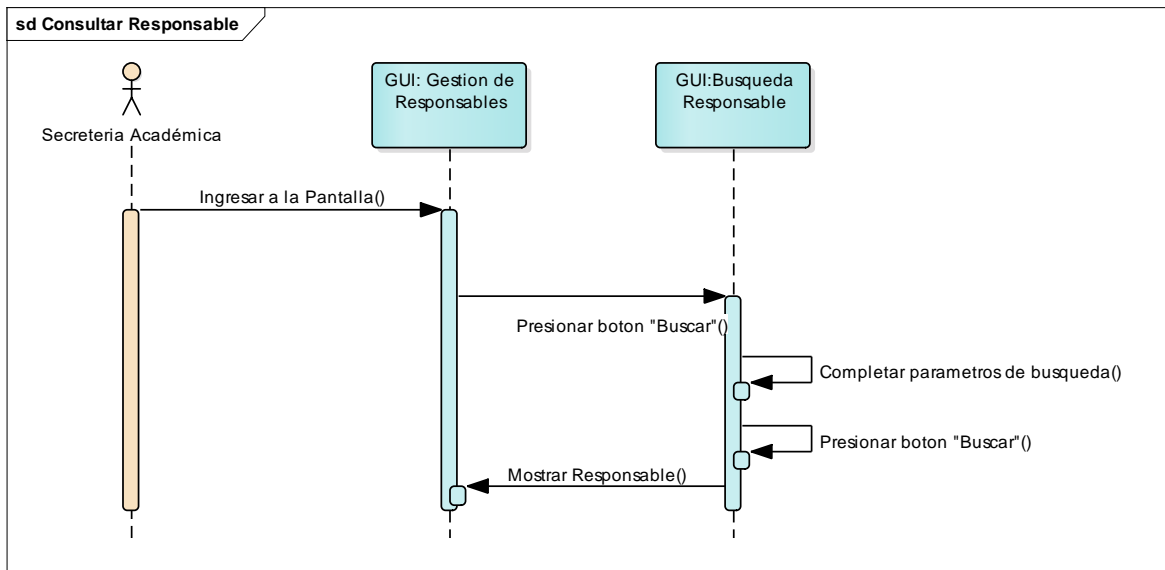 sd Consultar Responsable
GUI: Gestion de
Responsables
GUI:Busqueda
Responsable
Secreteria Académica
Ingresar a la Pantalla()
Presionar boton "Buscar"()
Completar parametros de busqueda()
Presionar boton "Buscar"()
Mostrar Responsable()